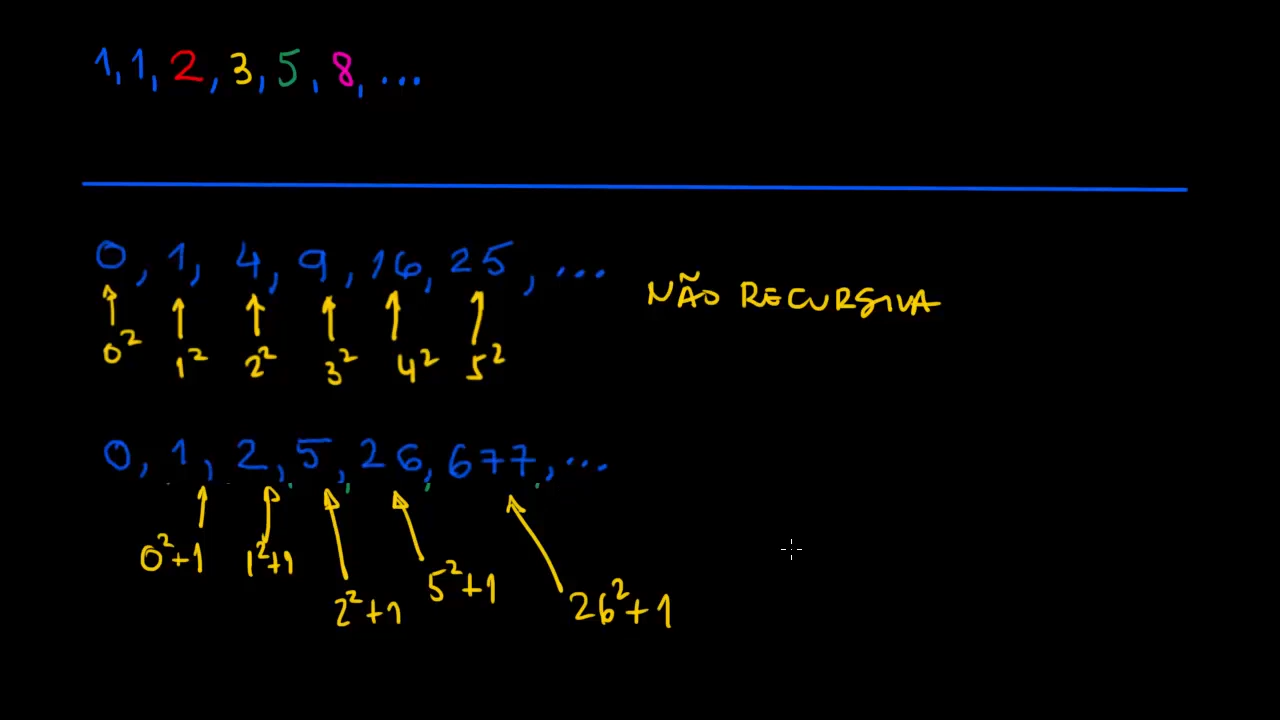 1, 1, 2, 3, 5, 8, ...
0, 1, 4, 9, 16, 25, ...
NÃO RECURSIVA
0² 1² 2² 3² 4² 5²
0, 1, 2, 5, 26, 677, ...
0²+1 1²+1 2²+1 5²+1 26²+1